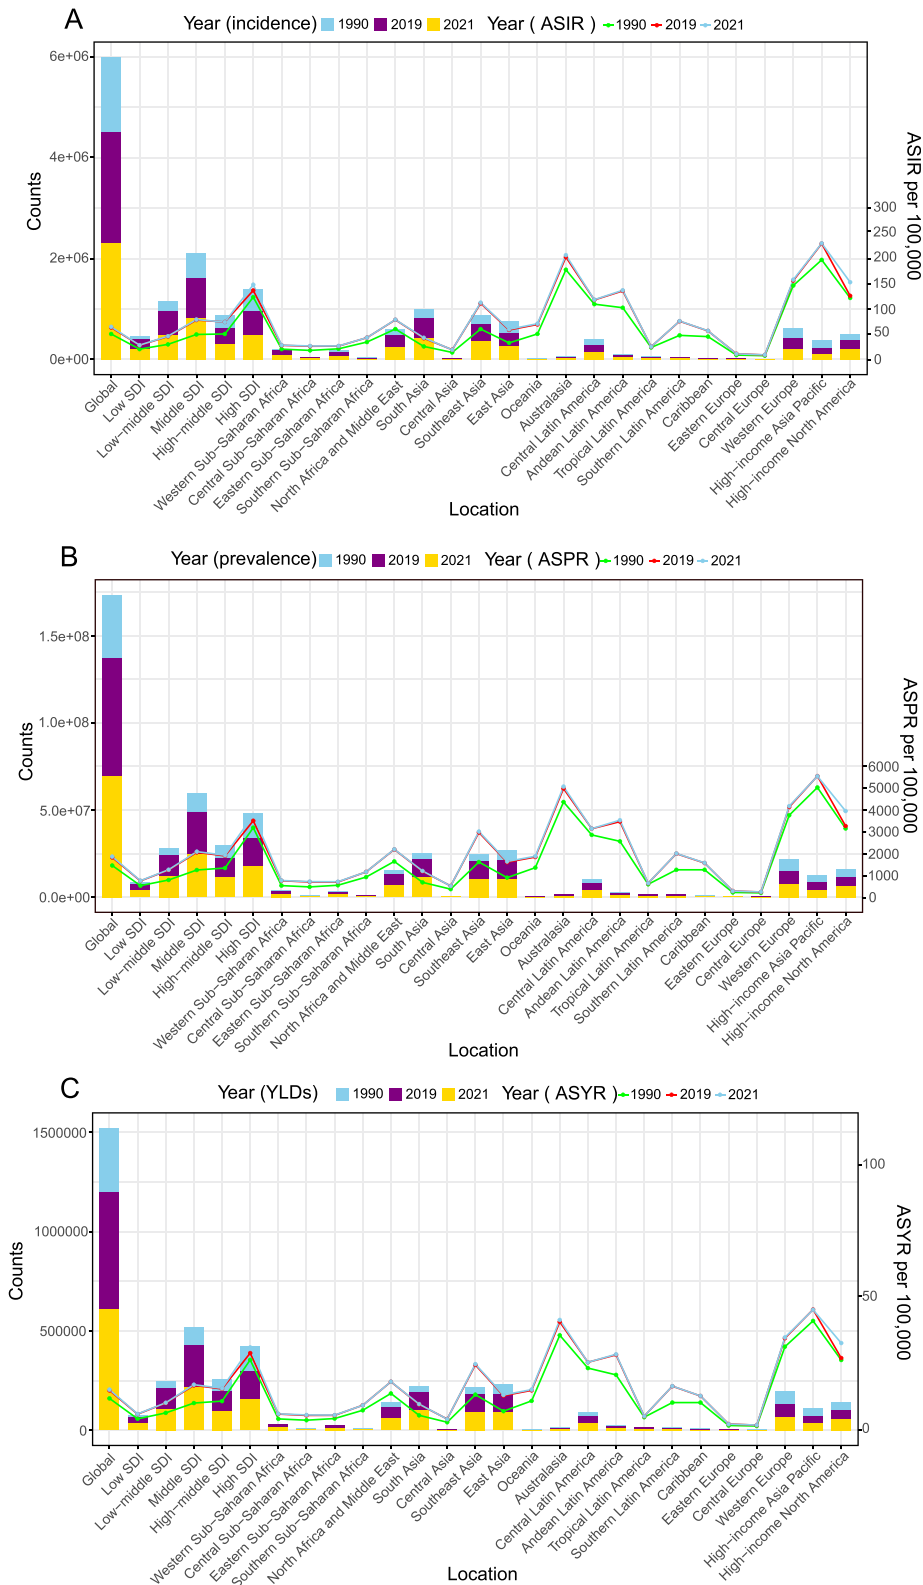 A
Year (incidence) 1990 2019 2021 Year ( ASIR ) 1990 2019 2021
6e+06
4e+06
2e+06
0e+00
Counts
300
250
200
150
100
50
0
ASIR per 100,000
Global
Low SDI
Low−middle SDI
Middle SDI
High−middle SDI
High SDI
Western Sub−Saharan Africa
Central Sub−Saharan Africa
Eastern Sub−Saharan Africa
Southern Sub−Saharan Africa
North Africa and Middle East
South Asia
Central Asia
Southeast Asia
East Asia
Oceania
Australasia
Central Latin America
Andean Latin America
Tropical Latin America
Southern Latin America
Caribbean
Eastern Europe
Central Europe
Western Europe
High−income Asia Pacific
High−income North America
Location
B
Year (prevalence) 1990 2019 2021 Year ( ASPR ) 1990 2019 2021
1.5e+08
1.0e+08
5.0e+07
0.0e+00
Counts
6000
5000
4000
3000
2000
1000
0
ASPR per 100,000
Global
Low SDI
Low−middle SDI
Middle SDI
High−middle SDI
High SDI
Western Sub−Saharan Africa
Central Sub−Saharan Africa
Eastern Sub−Saharan Africa
Southern Sub−Saharan Africa
North Africa and Middle East
South Asia
Central Asia
Southeast Asia
East Asia
Oceania
Australasia
Central Latin America
Andean Latin America
Tropical Latin America
Southern Latin America
Caribbean
Eastern Europe
Central Europe
Western Europe
High−income Asia Pacific
High−income North America
Location
C
Year (YLDs) 1990 2019 2021 Year ( ASYR ) 1990 2019 2021
1500000
1000000
500000
0
Counts
100
50
0
ASYR per 100,000
Global
Low SDI
Low−middle SDI
Middle SDI
High−middle SDI
High SDI
Western Sub−Saharan Africa
Central Sub−Saharan Africa
Eastern Sub−Saharan Africa
Southern Sub−Saharan Africa
North Africa and Middle East
South Asia
Central Asia
Southeast Asia
East Asia
Oceania
Australasia
Central Latin America
Andean Latin America
Tropical Latin America
Southern Latin America
Caribbean
Eastern Europe
Central Europe
Western Europe
High−income Asia Pacific
High−income North America
Location